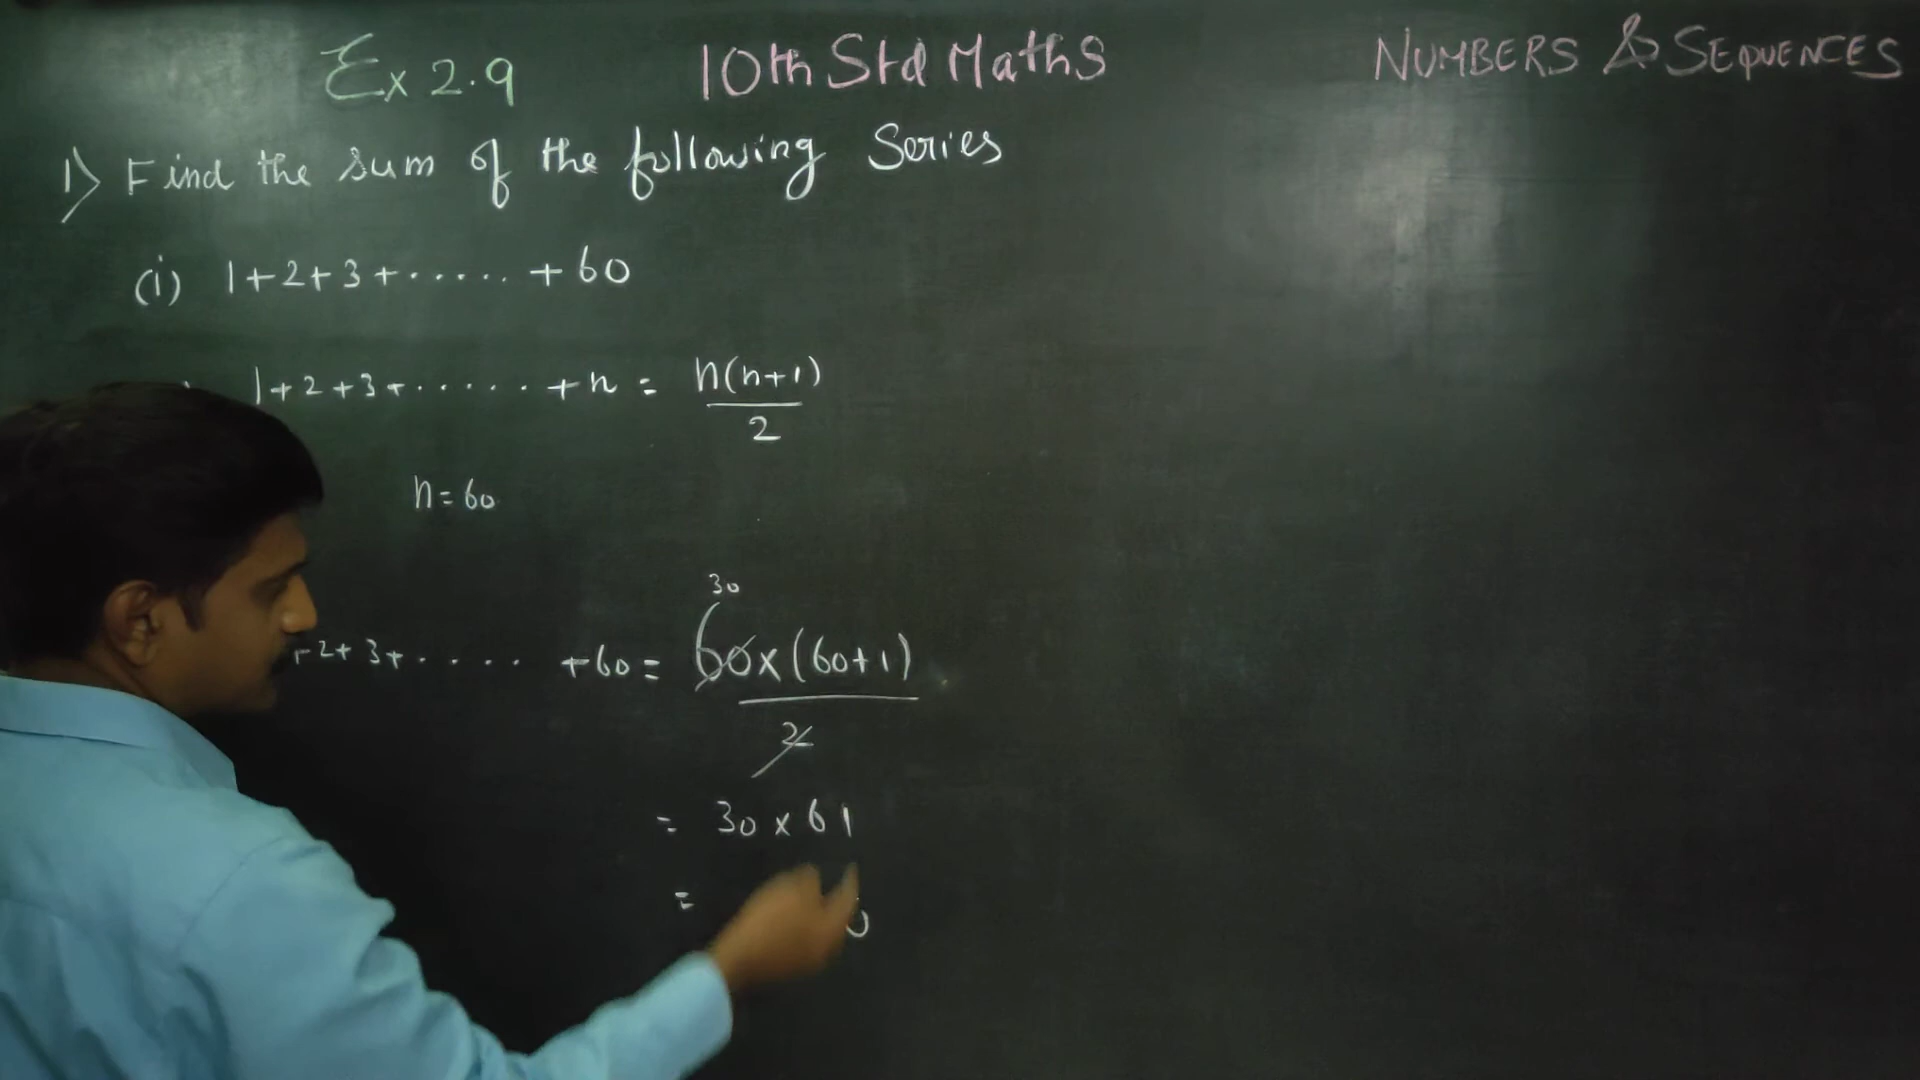 Ex 2.9 10th Std Maths NUMBERS & SEQUENCES
1) Find the sum of the following Series
(i) 1+2+3+.....+60
1+2+3+......+n = n(n+1)/2
n=60
30
+2+3+.....+60 = 60x(60+1)/2
= 30 x 61
= 0